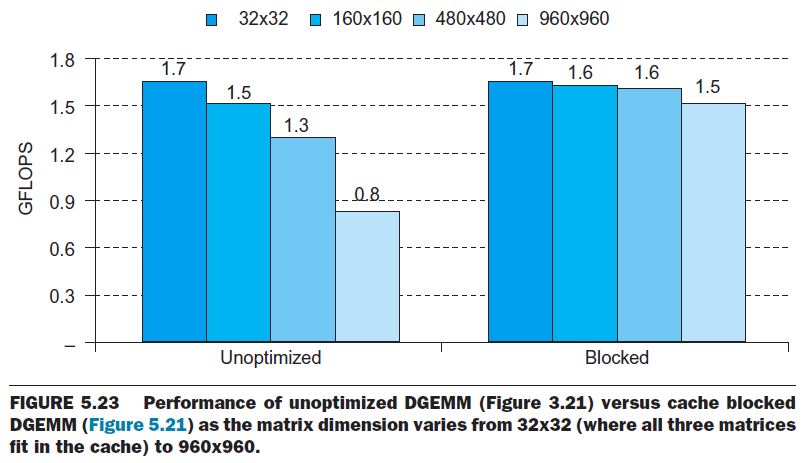 32x32 160x160 480x480 960x960
GFLOPS
1.8
1.5
1.2
0.9
0.6
0.3
–
1.7
1.5
1.3
0.8
1.7
1.6
1.6
1.5
Unoptimized
Blocked
FIGURE 5.23 Performance of unoptimized DGEMM (Figure 3.21) versus cache blocked
DGEMM (Figure 5.21) as the matrix dimension varies from 32x32 (where all three matrices
fit in the cache) to 960x960.